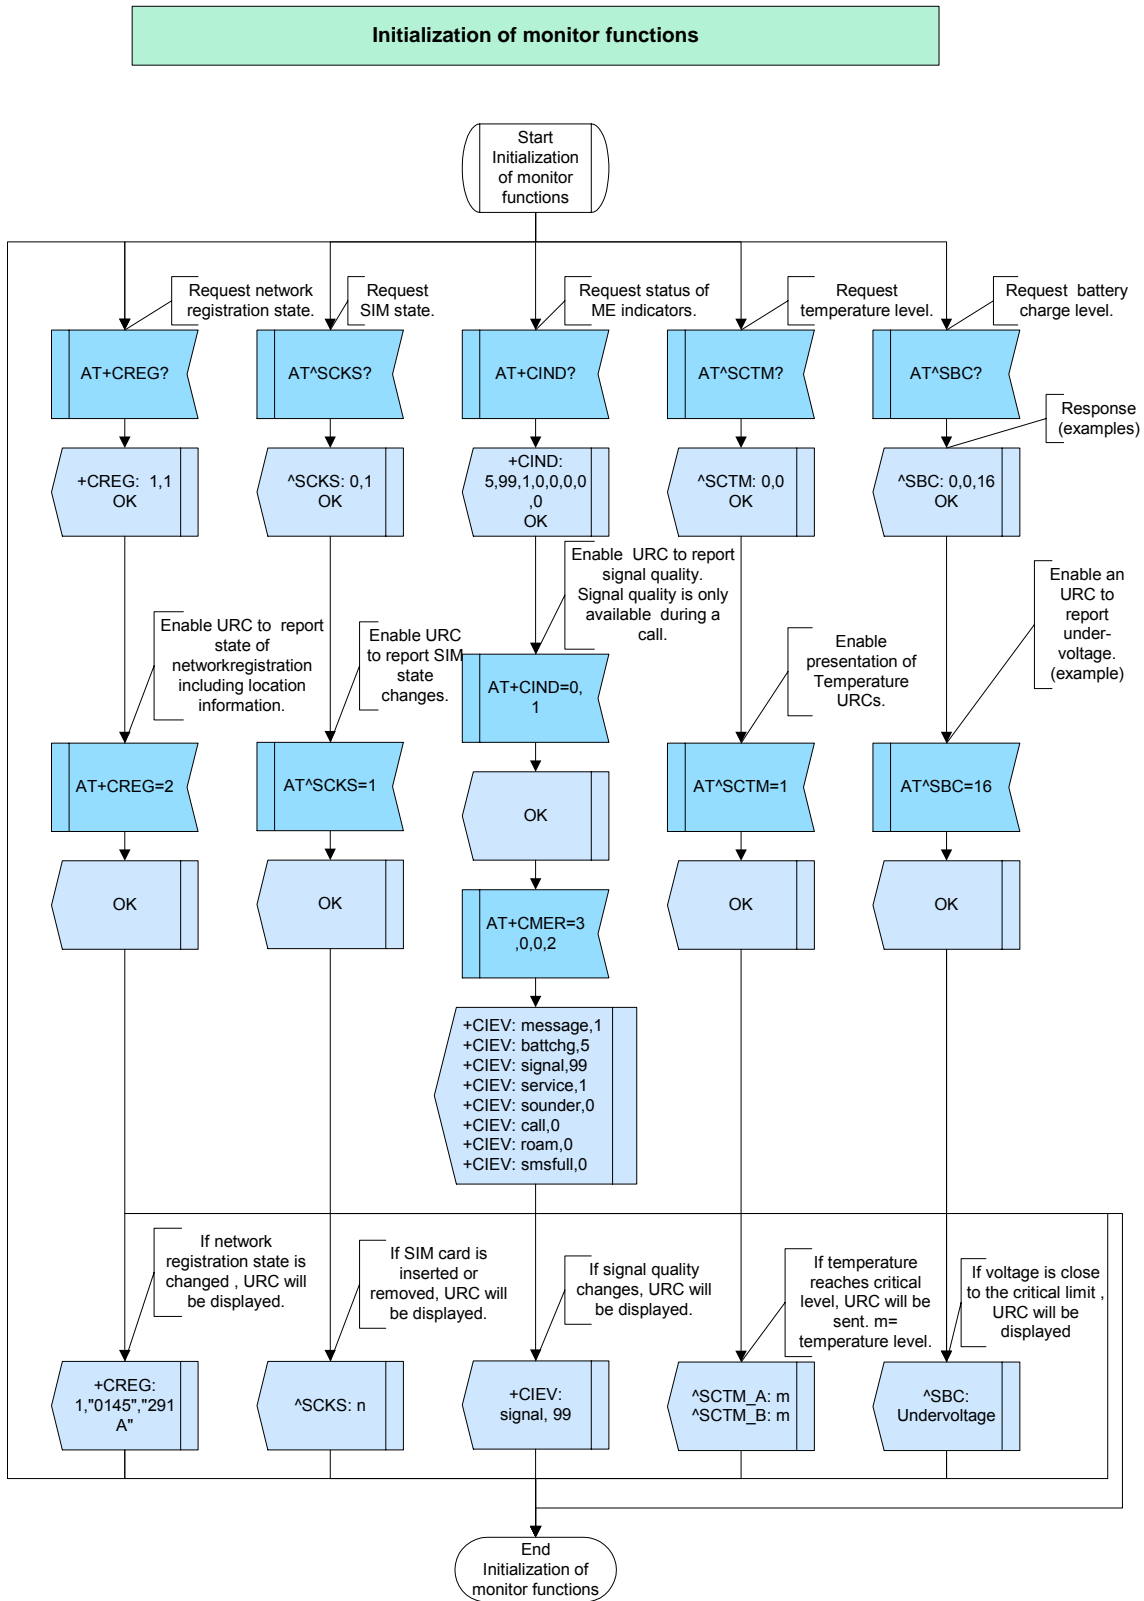 Initialization of monitor functions
Start
Initialization
of monitor
functions
Request network
registration state.
Request
SIM state.
Request status of
ME indicators.
Request
temperature level.
Request  battery
charge level.
AT+CREG?
AT^SCKS?
AT+CIND?
AT^SCTM?
AT^SBC?
Response
(examples)
+CREG:  1,1
OK
^SCKS: 0,1
OK
+CIND:
5,99,1,0,0,0,0
,0
OK
^SCTM: 0,0
OK
^SBC: 0,0,16
OK
Enable URC to  report
state of
networkregistration
including location
information.
Enable URC
to report SIM
state
changes.
Enable  URC to report
signal quality.
Signal quality is only
available  during a
call.
Enable
presentation of
Temperature
URCs.
Enable an
URC to
report
under-
voltage.
(example)
AT+CREG=2
AT^SCKS=1
AT+CIND=0,
1
AT^SCTM=1
AT^SBC=16
OK
OK
OK
OK
OK
AT+CMER=3
,0,0,2
+CIEV: message,1
+CIEV: battchg,5
+CIEV: signal,99
+CIEV: service,1
+CIEV: sounder,0
+CIEV: call,0
+CIEV: roam,0
+CIEV: smsfull,0
If network
registration state is
changed , URC will
be displayed.
If SIM card is
inserted or
removed, URC will
be displayed.
If signal quality
changes, URC will
be displayed.
If temperature
reaches critical
level, URC will be
sent. m=
temperature level.
If voltage is close
to the critical limit ,
URC will be
displayed
+CREG:
1,"0145","291
A"
^SCKS: n
+CIEV:
signal, 99
^SCTM_A: m
^SCTM_B: m
^SBC:
Undervoltage
End
Initialization of
monitor functions